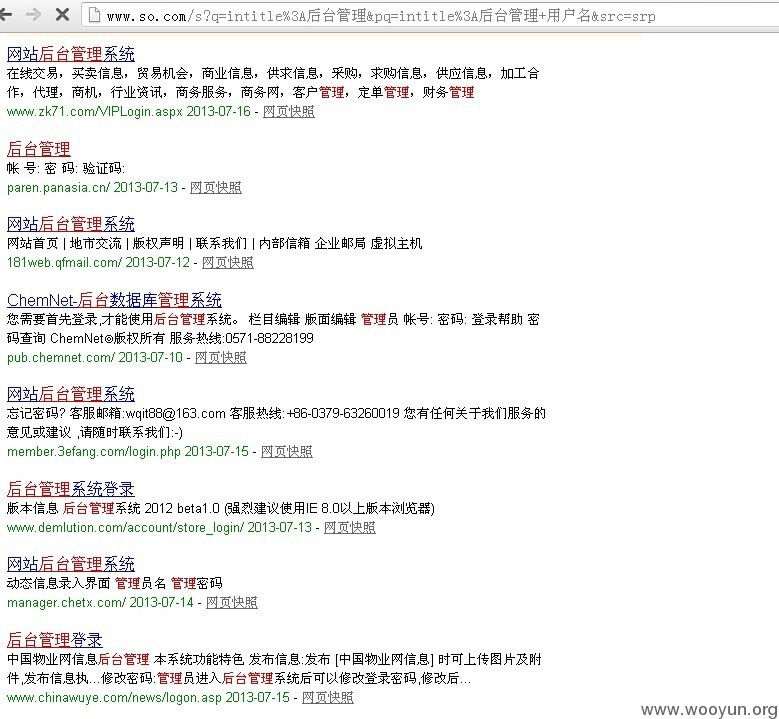 www.so.com/s?q=intitle%3A后台管理&pq=intitle%3A后台管理+用户名&src=srp
网站后台管理系统
在线交易，买卖信息，贸易机会，商业信息，供求信息，采购，求购信息，供应信息，加工合
作，代理，商机，行业资讯，商务服务，商务网，客户管理，定单管理，财务管理
www.zk71.com/VIPLogin.aspx 2013-07-16 - 网页快照
后台管理
帐 号: 密 码: 验证码:
paren.panasia.cn/ 2013-07-13 - 网页快照
网站后台管理系统
网站首页 | 地市交流 | 版权声明 | 联系我们 | 内部信箱 企业邮局 虚拟主机
181web.qfmail.com/ 2013-07-12 - 网页快照
ChemNet-后台数据库管理系统
您需要首先登录,才能使用后台管理系统。 栏目编辑 版面编辑 管理员 帐号: 密码: 登录帮助 密
码查询 ChemNet©版权所有 服务热线:0571-88228199
pub.chemnet.com/ 2013-07-10 - 网页快照
网站后台管理系统
忘记密码? 客服邮箱:wqit88@163.com 客服热线:+86-0379-63260019 您有任何关于我们服务的
意见或建议 ,请随时联系我们:-)
member.3efang.com/login.php 2013-07-15 - 网页快照
后台管理系统登录
版本信息 后台管理系统 2012 beta1.0 (强烈建议使用IE 8.0以上版本浏览器)
www.demlution.com/account/store_login/ 2013-07-13 - 网页快照
网站后台管理系统
动态信息录入界面 管理员名 管理密码
manager.chetx.com/ 2013-07-14 - 网页快照
后台管理登录
中国物业网信息后台管理 本系统功能特色 发布信息:发布 [中国物业网信息] 时可上传图片及附
件,发布信息执...修改密码:管理员进入后台管理系统后可以修改登录密码,修改后...
www.chinawuye.com/news/logon.asp 2013-07-15 - 网页快照
www.wooyun.org